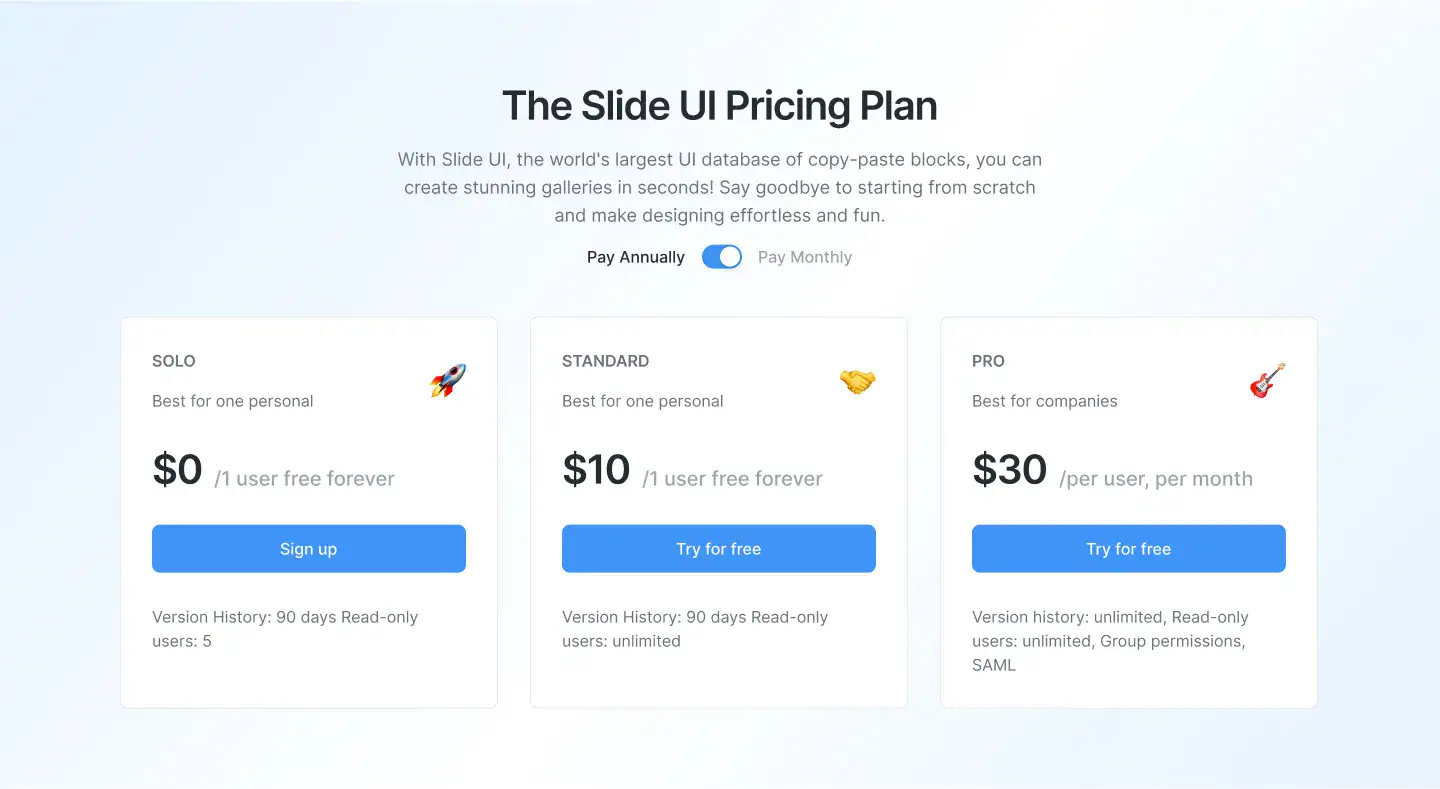 The Slide UI Pricing Plan
With Slide UI, the world's largest UI database of copy-paste blocks, you can
create stunning galleries in seconds! Say goodbye to starting from scratch
and make designing effortless and fun.
Pay Annually Pay Monthly
SOLO
Best for one personal
$0 /1 user free forever
Sign up
Version History: 90 days Read-only
users: 5
STANDARD
Best for one personal
$10 /1 user free forever
Try for free
Version History: 90 days Read-only
users: unlimited
PRO
Best for companies
$30 /per user, per month
Try for free
Version history: unlimited, Read-only
users: unlimited, Group permissions,
SAML